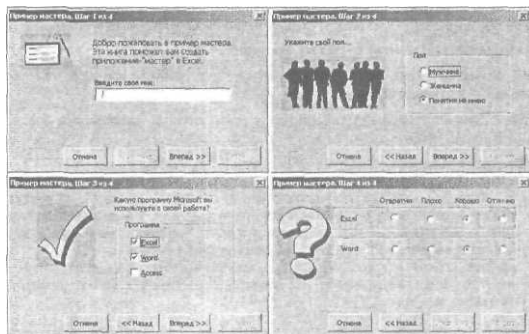 Пример мастера, Шаг 1 из 4
Добро пожаловать в пример мастера.
Эта книга поможет вам создать
приложение-"мастер" в Excel.
Введите свое имя:
Отмена
Вперед >>
Пример мастера, Шаг 2 из 4
Укажите свой пол...
Пол
Мужчина
Женщина
Понятия не имею
Отмена
<< Назад
Вперед >>
Пример мастера, Шаг 3 из 4
Какую программу Microsoft вы
используете в своей работе?
Программа
Excel
Word
Access
Отмена
<< Назад
Вперед >>
Пример мастера, Шаг 4 из 4
Отвратно Плохо Хорошо Отлично
Excel
Word
Отмена
<< Назад